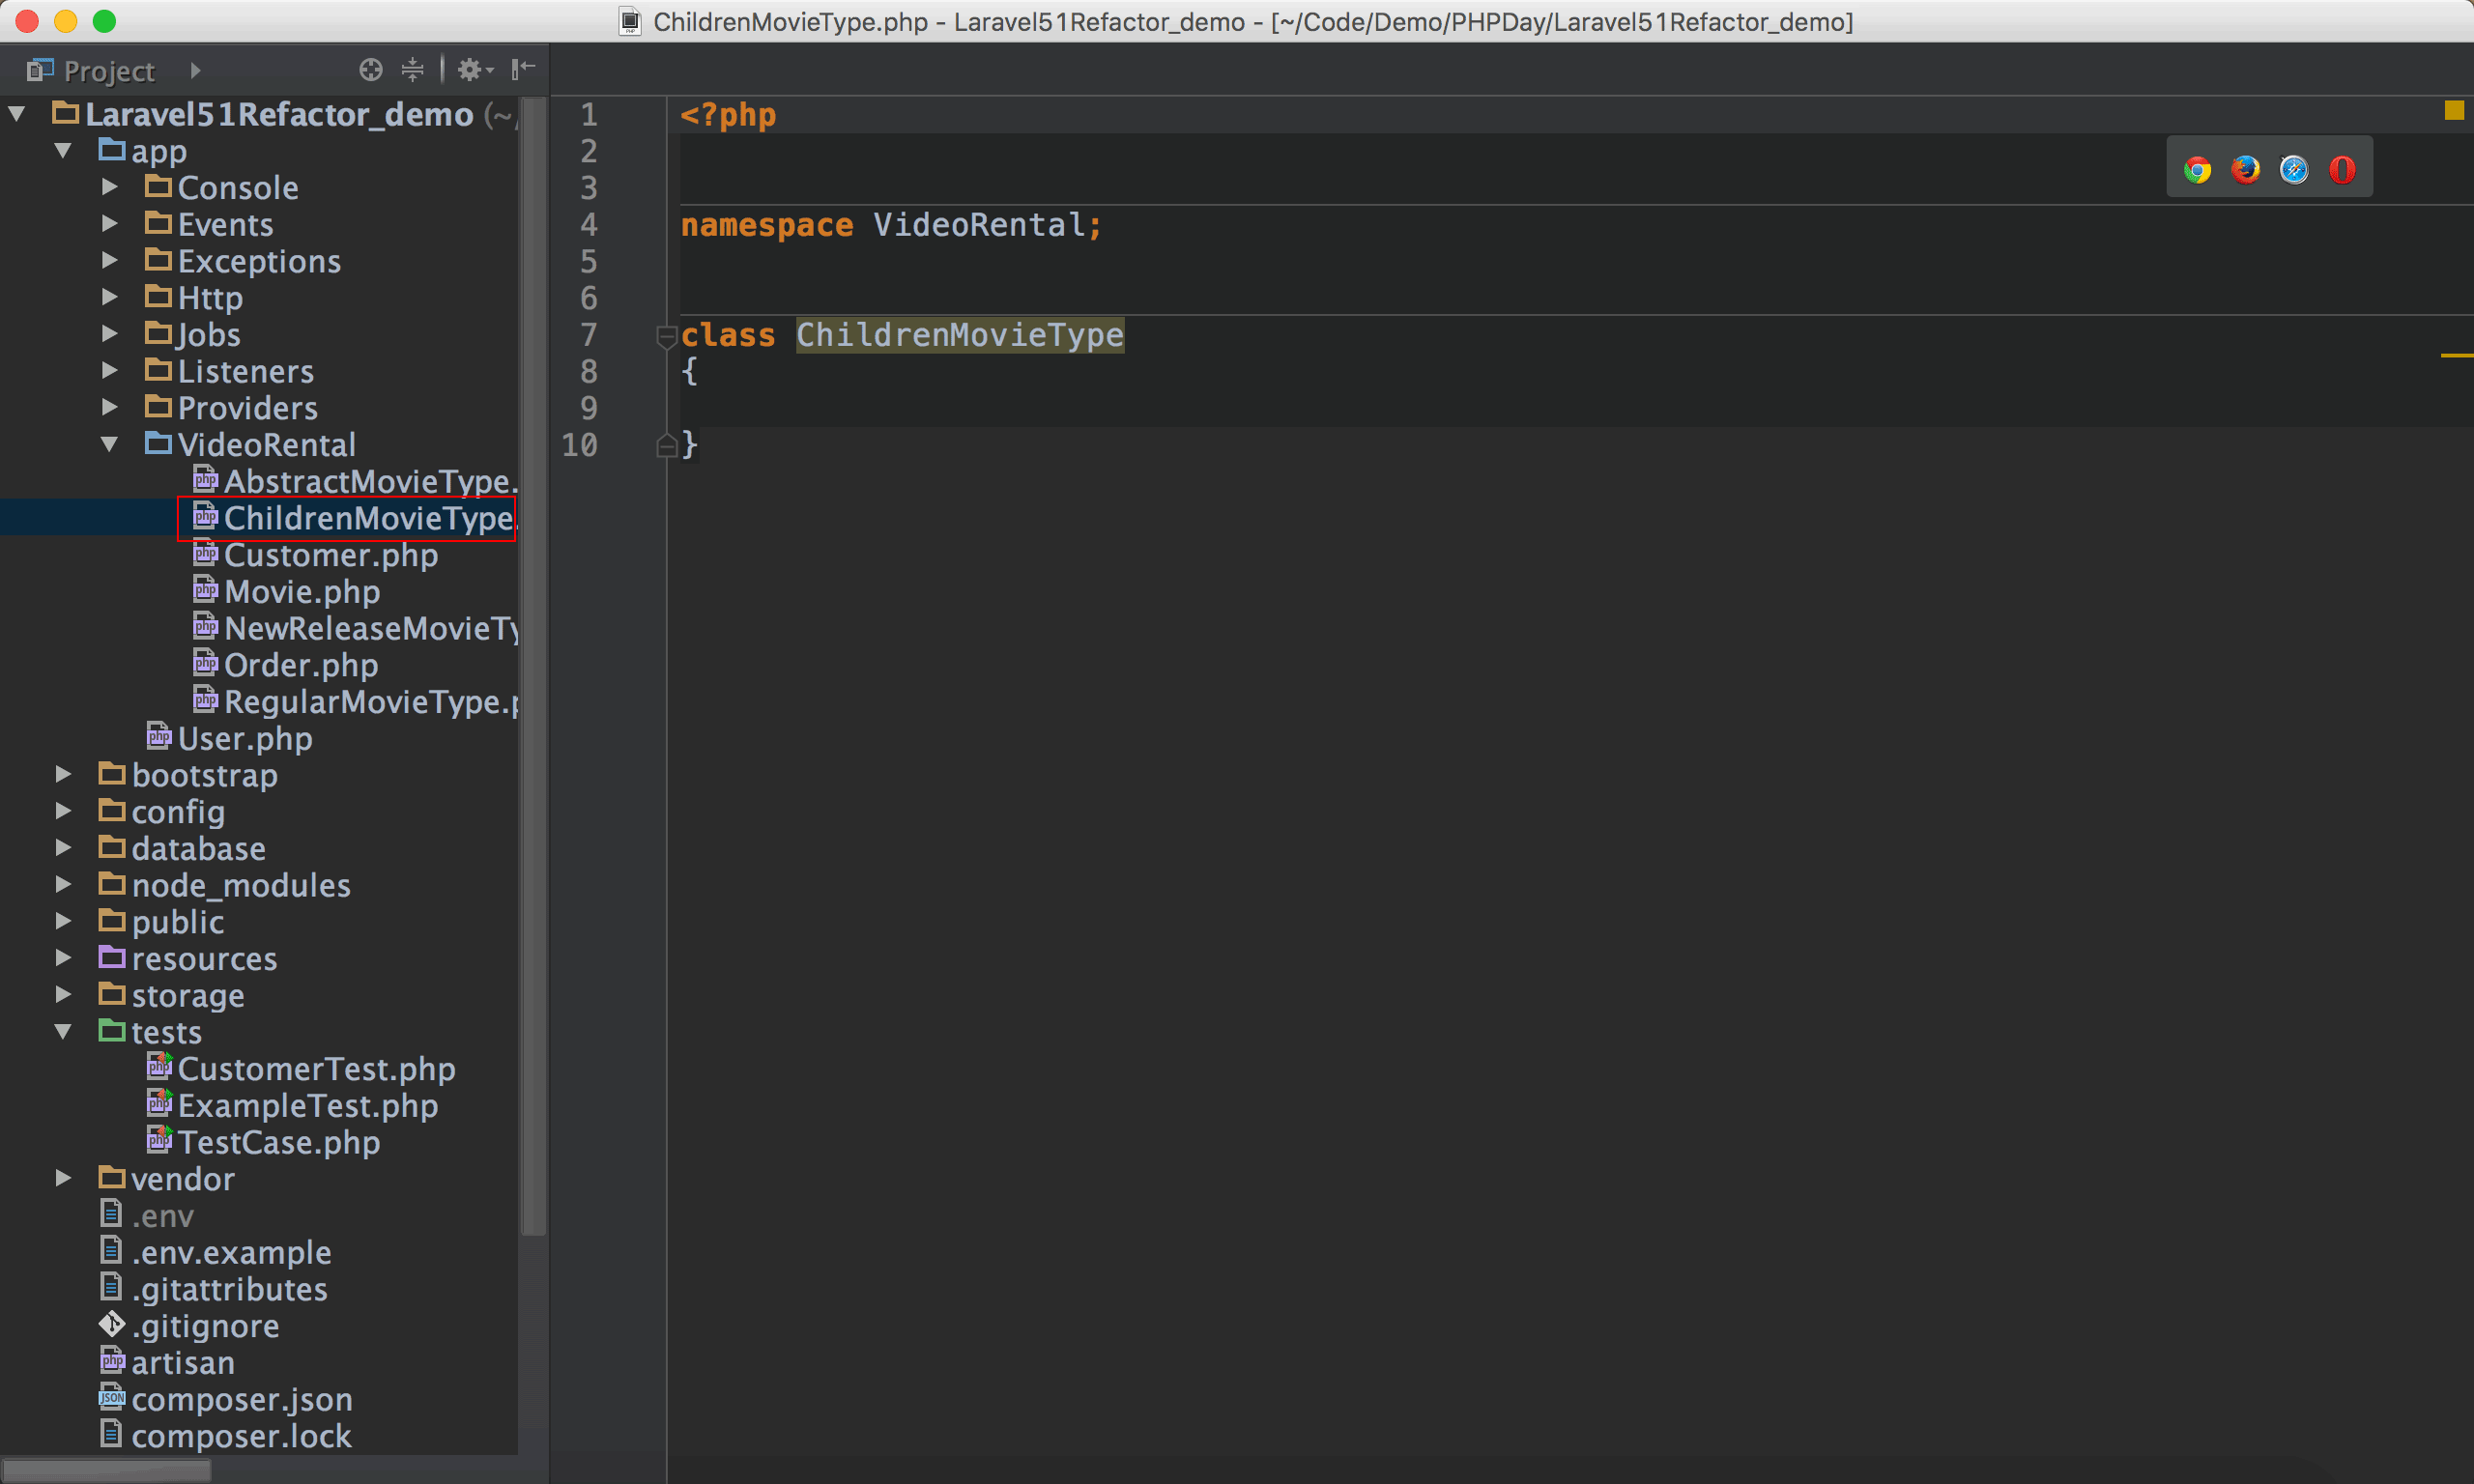 ChildrenMovieType.php - Laravel51Refactor_demo - [~/Code/Demo/PHPDay/Laravel51Refactor_demo]
Project
Laravel51Refactor_demo (~
app
Console
Events
Exceptions
Http
Jobs
Listeners
Providers
VideoRental
AbstractMovieType.
ChildrenMovieType.
Customer.php
Movie.php
NewReleaseMovieTy
Order.php
RegularMovieType.p
User.php
bootstrap
config
database
node_modules
public
resources
storage
tests
CustomerTest.php
ExampleTest.php
TestCase.php
vendor
.env
.env.example
.gitattributes
.gitignore
artisan
composer.json
composer.lock
1 <?php
2
3
4 namespace VideoRental;
5
6
7 class ChildrenMovieType
8 {
9
10 }